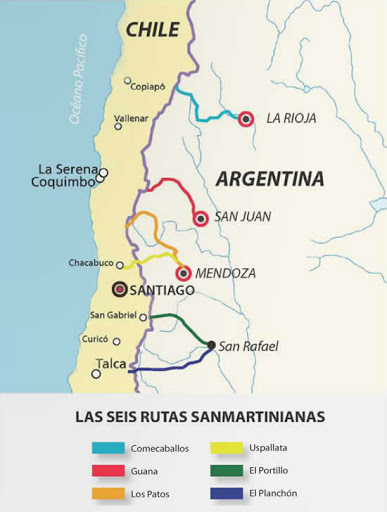 CHILE
Océano Pacífico
Copiapó
Vallenar
LA RIOJA
La Serena
Coquimbo
ARGENTINA
SAN JUAN
Chacabuco
MENDOZA
SANTIAGO
San Gabriel
Curicó
San Rafael
Talca
LAS SEIS RUTAS SANMARTINIANAS
Comecaballos
Uspallata
Guana
El Portillo
Los Patos
El Planchón